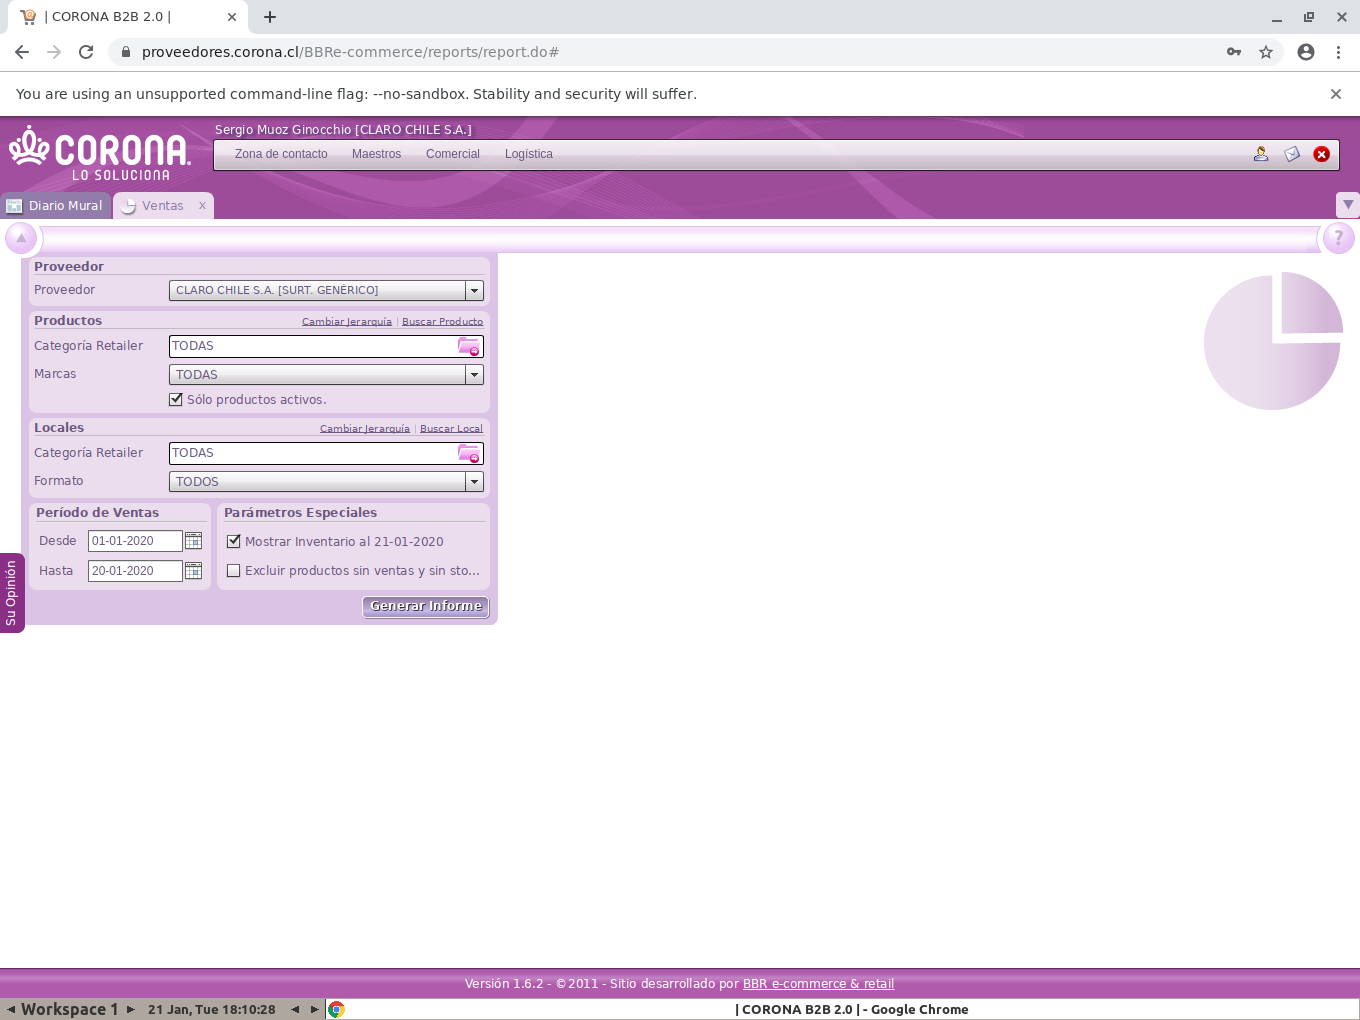 | CORONA B2B 2.0 |
proveedores.corona.cl/BBRe-commerce/reports/report.do#
You are using an unsupported command-line flag: --no-sandbox. Stability and security will suffer.
Sergio Muoz Ginocchio [CLARO CHILE S.A.]
CORONA.
LO SOLUCIONA
Zona de contacto Maestros Comercial Logística
Diario Mural Ventas x
?
Proveedor
Proveedor CLARO CHILE S.A. [SURT. GENÉRICO]
Productos Cambiar Jerarquía | Buscar Producto
Categoría Retailer TODAS
Marcas TODAS
Sólo productos activos.
Locales Cambiar Jerarquía | Buscar Local
Categoría Retailer TODAS
Formato TODOS
Período de Ventas Parámetros Especiales
Desde 01-01-2020 Mostrar Inventario al 21-01-2020
Hasta 20-01-2020 Excluir productos sin ventas y sin sto...
Generar Informe
Su Opinión
Versión 1.6.2 - ©2011 - Sitio desarrollado por BBR e-commerce & retail
Workspace 1 21 Jan, Tue 18:10:28 | CORONA B2B 2.0 | - Google Chrome